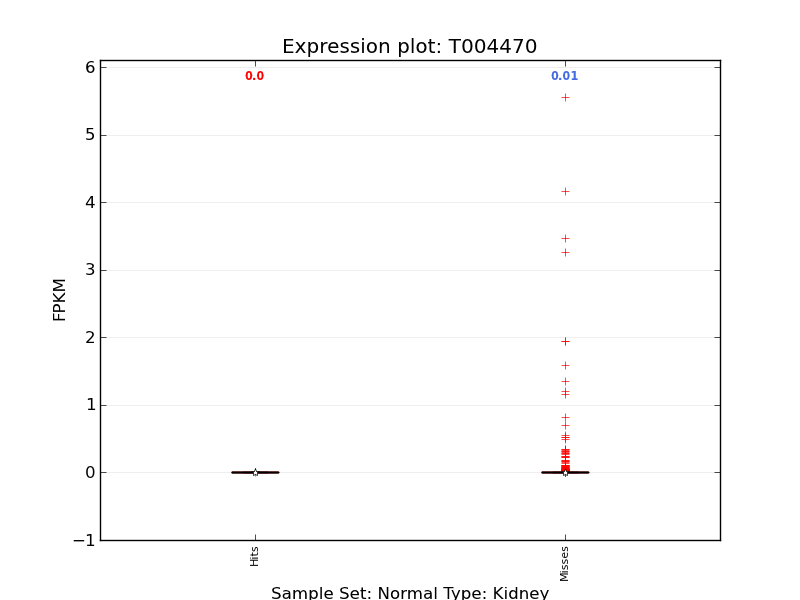 Expression plot: T004470
0.0
0.01
6
5
4
3
2
1
0
−1
FPKM
Hits
Misses
Sample Set: Normal Type: Kidney